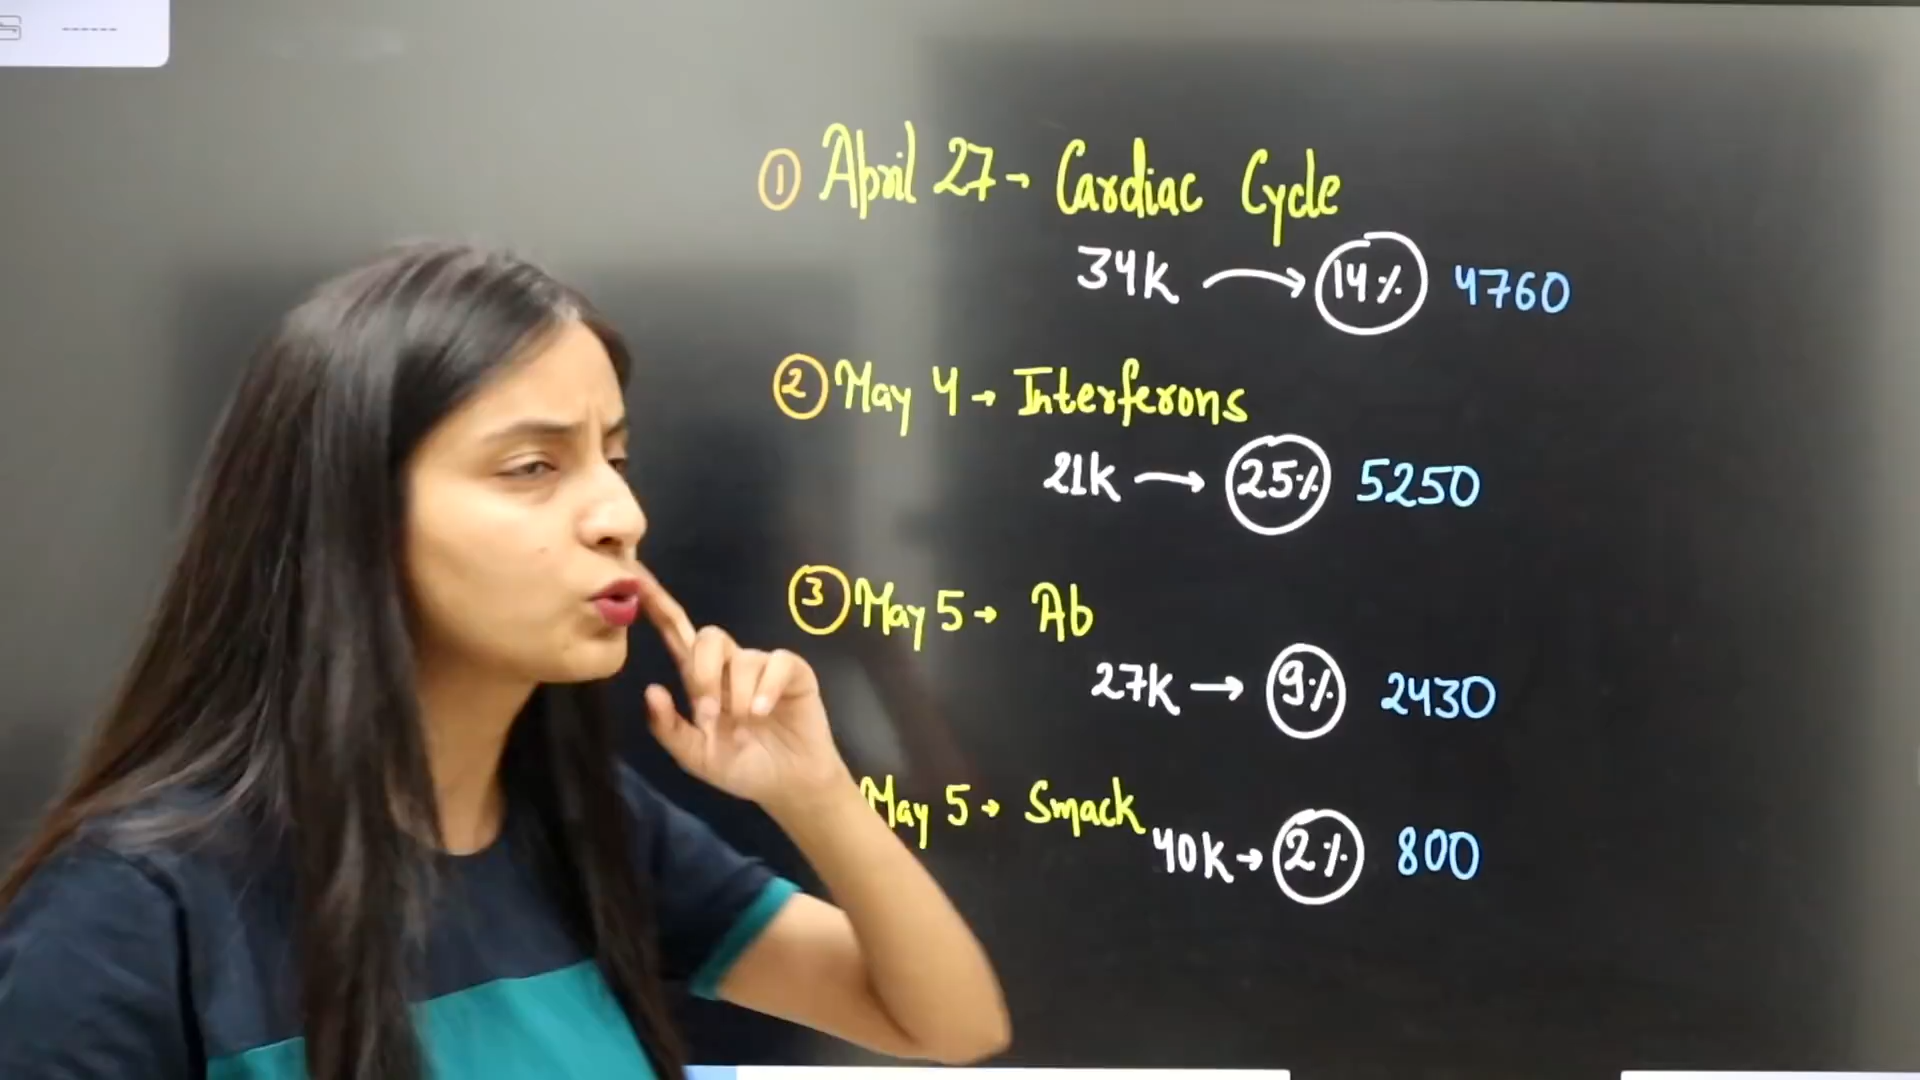 ① April 27 → Cardiac Cycle
34k → 14% 4760
② May 4 → Interferons
21k → 25% 5250
③ May 5 → Ab
27k → 9% 2430
May 5 → Smack
40k → 2% 800